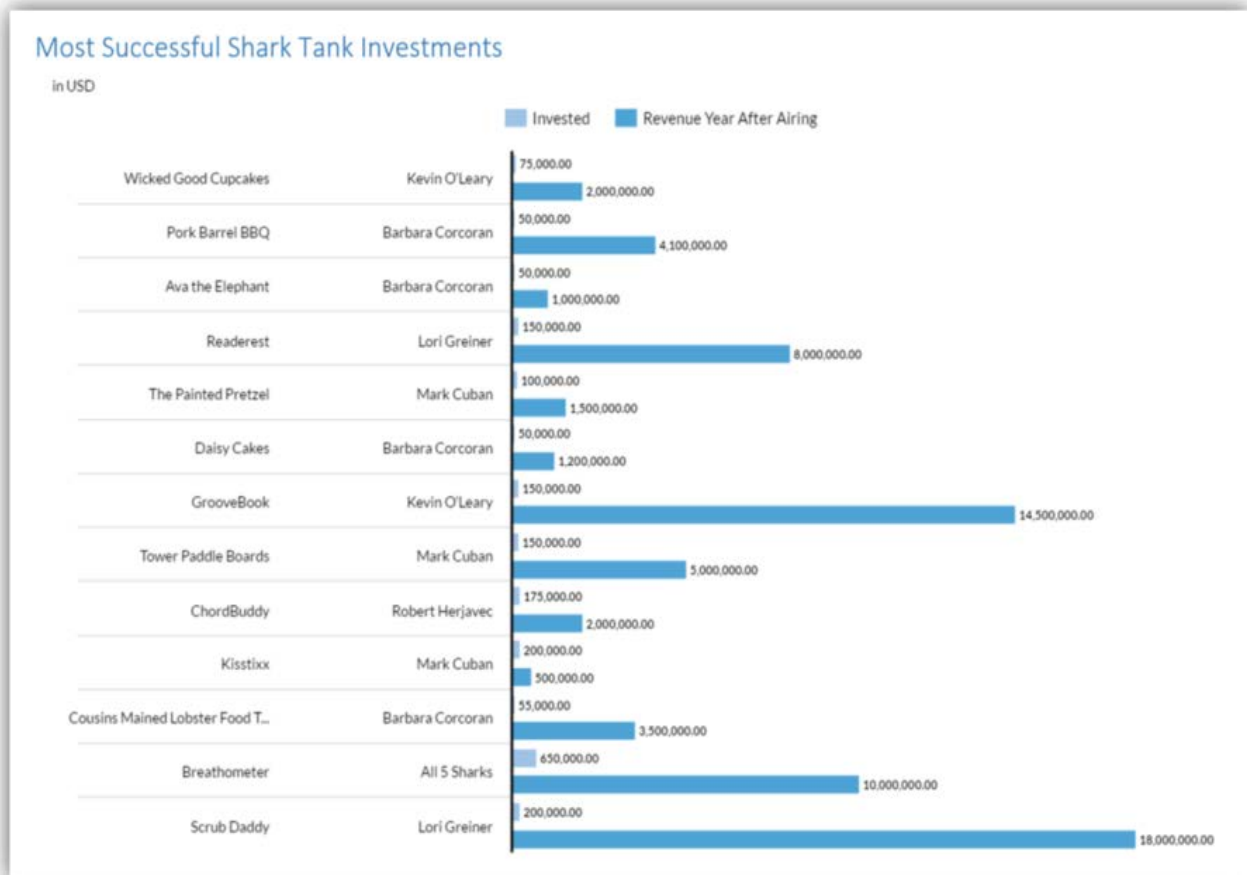 Most Successful Shark Tank Investments
in USD
Invested Revenue Year After Airing
75,000.00
Wicked Good Cupcakes Kevin O'Leary
2,000,000.00
50,000.00
Pork Barrel BBQ Barbara Corcoran
4,100,000.00
50,000.00
Ava the Elephant Barbara Corcoran
1,000,000.00
150,000.00
Readerest Lori Greiner
8,000,000.00
100,000.00
The Painted Pretzel Mark Cuban
1,500,000.00
50,000.00
Daisy Cakes Barbara Corcoran
1,200,000.00
150,000.00
GrooveBook Kevin O'Leary
14,500,000.00
150,000.00
Tower Paddle Boards Mark Cuban
5,000,000.00
175,000.00
ChordBuddy Robert Herjavec
2,000,000.00
200,000.00
Kisstixx Mark Cuban
500,000.00
55,000.00
Cousins Mained Lobster Food T... Barbara Corcoran
3,500,000.00
650,000.00
Breathometer All 5 Sharks
10,000,000.00
200,000.00
Scrub Daddy Lori Greiner
18,000,000.00